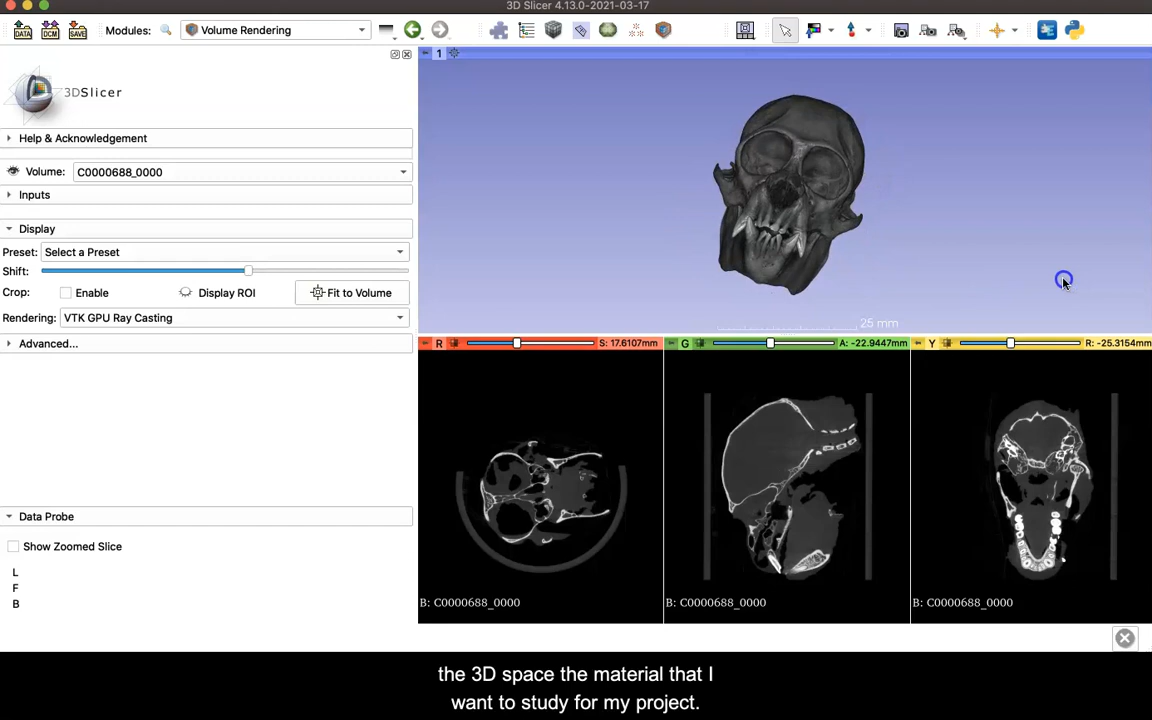 3D Slicer 4.13.0-2021-03-17
DATA DCM SAVE Modules: Volume Rendering
1
3DSlicer
Help & Acknowledgement
Volume: C0000688_0000
Inputs
Display
Preset: Select a Preset
Shift:
Crop: Enable Display ROI Fit to Volume
Rendering: VTK GPU Ray Casting
Advanced...
25 mm
R S: 17.6107mm G A: -22.9447mm Y R: -25.3154mm
Data Probe
Show Zoomed Slice
L
F
B
B: C0000688_0000 B: C0000688_0000 B: C0000688_0000
the 3D space the material that I
want to study for my project.